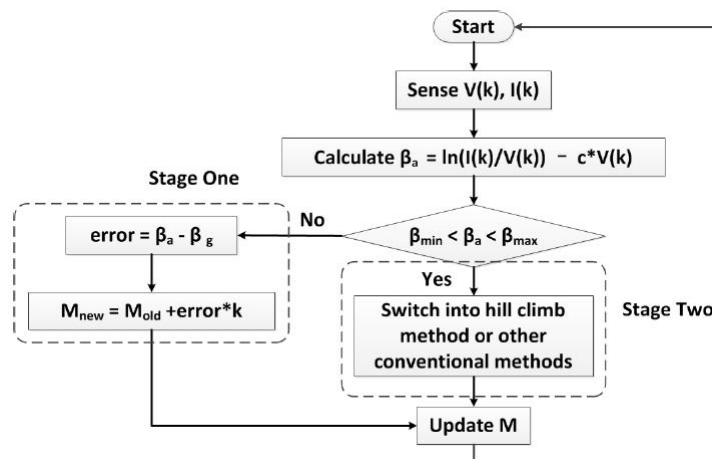 Start
Sense V(k), I(k)
Calculate βa = ln(I(k)/V(k)) − c*V(k)
Stage One
No
error = βa - βg
βmin < βa < βmax
Yes
Mnew = Mold +error*k
Switch into hill climb
method or other
conventional methods
Stage Two
Update M